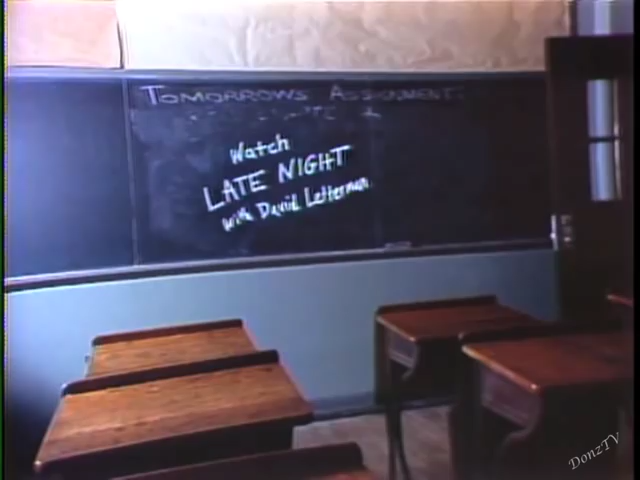 TOMORROWS ASSIGNMENT:
Watch
LATE NIGHT
with David Letterman
DonzTV